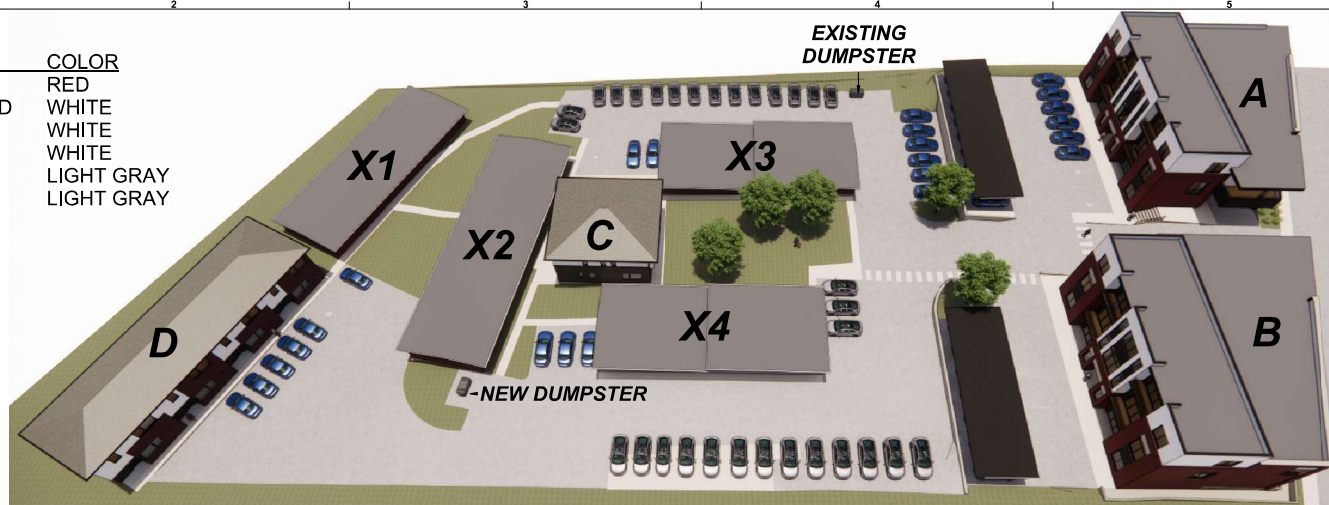 2 3 4 5
COLOR
RED
D WHITE
WHITE
WHITE
LIGHT GRAY
LIGHT GRAY
EXISTING
DUMPSTER
A
X1
X3
X2
C
D
X4
B
NEW DUMPSTER